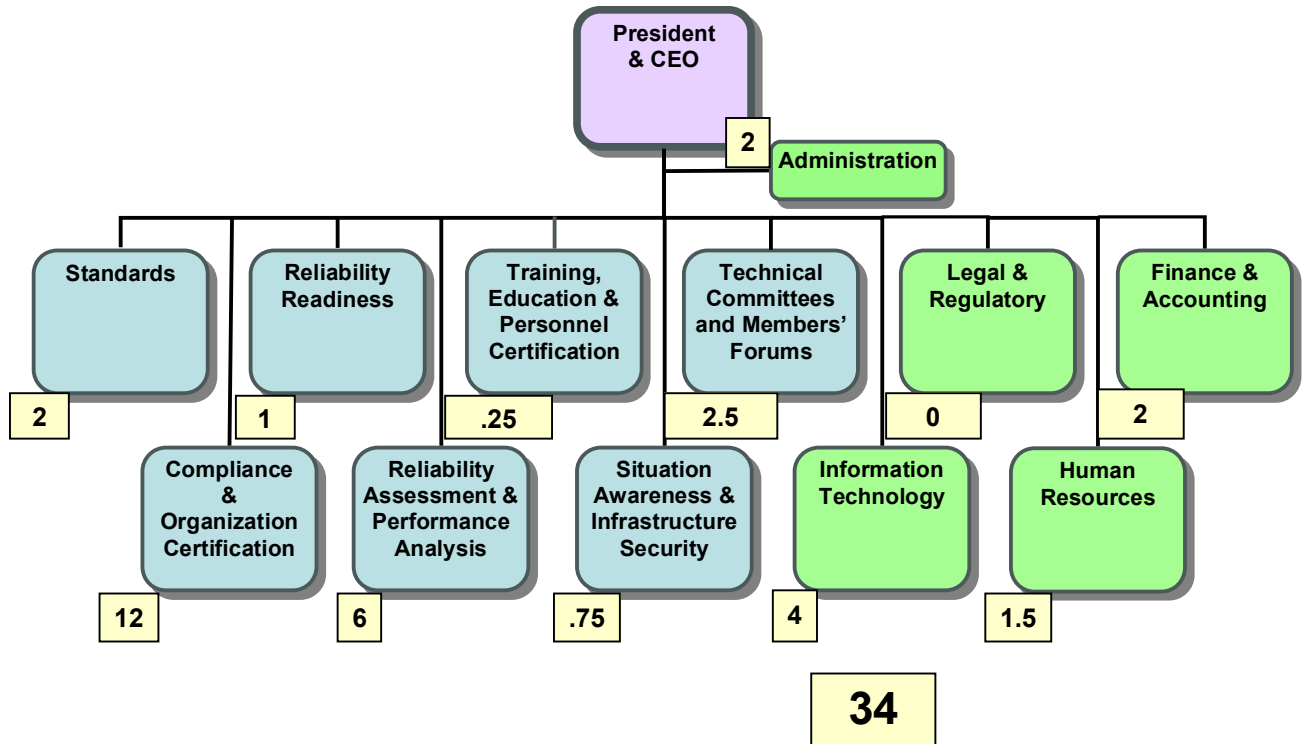 President
& CEO
2
Administration
Standards
2
Reliability
Readiness
1
Training,
Education &
Personnel
Certification
.25
Technical
Committees
and Members’
Forums
2.5
Legal &
Regulatory
0
Finance &
Accounting
2
Compliance
&
Organization
Certification
12
Reliability
Assessment &
Performance
Analysis
6
Situation
Awareness &
Infrastructure
Security
.75
Information
Technology
4
Human
Resources
1.5
34